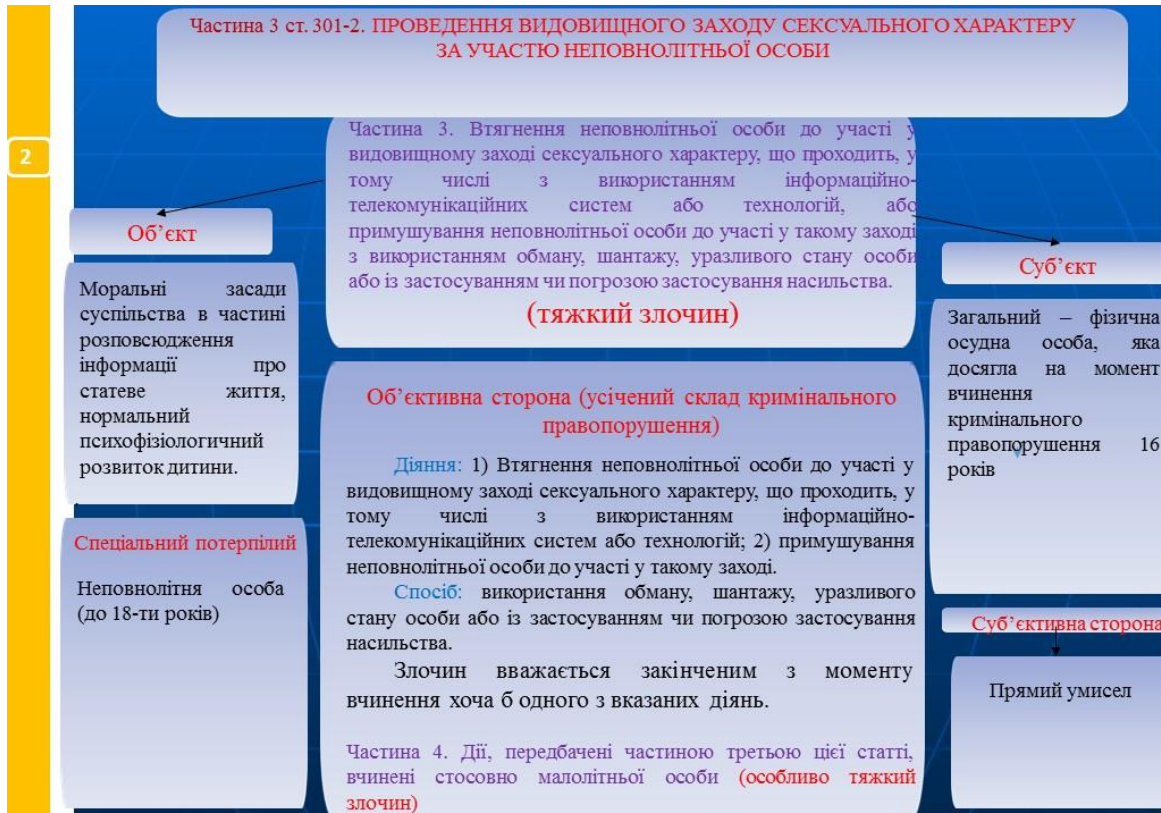 Частина 3 ст. 301-2. ПРОВЕДЕННЯ ВИДОВИЩНОГО ЗАХОДУ СЕКСУАЛЬНОГО ХАРАКТЕРУ
ЗА УЧАСТЮ НЕПОВНОЛІТНЬОЇ ОСОБИ
2
Частина 3. Втягнення неповнолітньої особи до участі у
видовищному заході сексуального характеру, що проходить, у
тому числі з використанням інформаційно-
телекомунікаційних систем або технологій, або
примушування неповнолітньої особи до участі у такому заході
з використанням обману, шантажу, уразливого стану особи
або із застосуванням чи погрозою застосування насильства.
(тяжкий злочин)
Об’єкт
Моральні засади
суспільства в частині
розповсюдження
інформації про
статеве життя,
нормальний
психофізіологичний
розвиток дитини.
Спеціальний потерпілий
Неповнолітня особа
(до 18-ти років)
Об’єктивна сторона (усічений склад кримінального
правопорушення)
Діяння: 1) Втягнення неповнолітньої особи до участі у
видовищному заході сексуального характеру, що проходить, у
тому числі з використанням інформаційно-
телекомунікаційних систем або технологій; 2) примушування
неповнолітньої особи до участі у такому заході.
Спосіб: використання обману, шантажу, уразливого
стану особи або із застосуванням чи погрозою застосування
насильства.
Злочин вважається закінченим з моменту
вчинення хоча б одного з вказаних діянь.
Частина 4. Дії, передбачені частиною третьою цієї статті,
вчинені стосовно малолітньої особи (особливо тяжкий
злочин)
Суб’єкт
Загальний – фізична
осудна особа, яка
досягла на момент
вчинення
кримінального
правопорушення 16
років
Суб’єктивна сторона
Прямий умисел